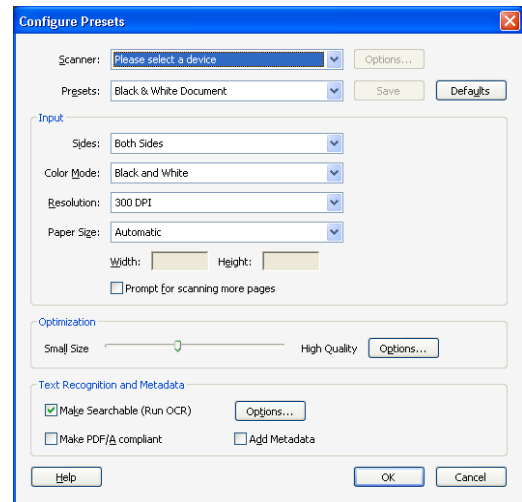 Configure Presets
Scanner: Please select a device Options...
Presets: Black & White Document Save Defaults
Input
Sides: Both Sides
Color Mode: Black and White
Resolution: 300 DPI
Paper Size: Automatic
Width: Height:
Prompt for scanning more pages
Optimization
Small Size High Quality Options...
Text Recognition and Metadata
Make Searchable (Run OCR) Options...
Make PDF/A compliant Add Metadata
Help OK Cancel